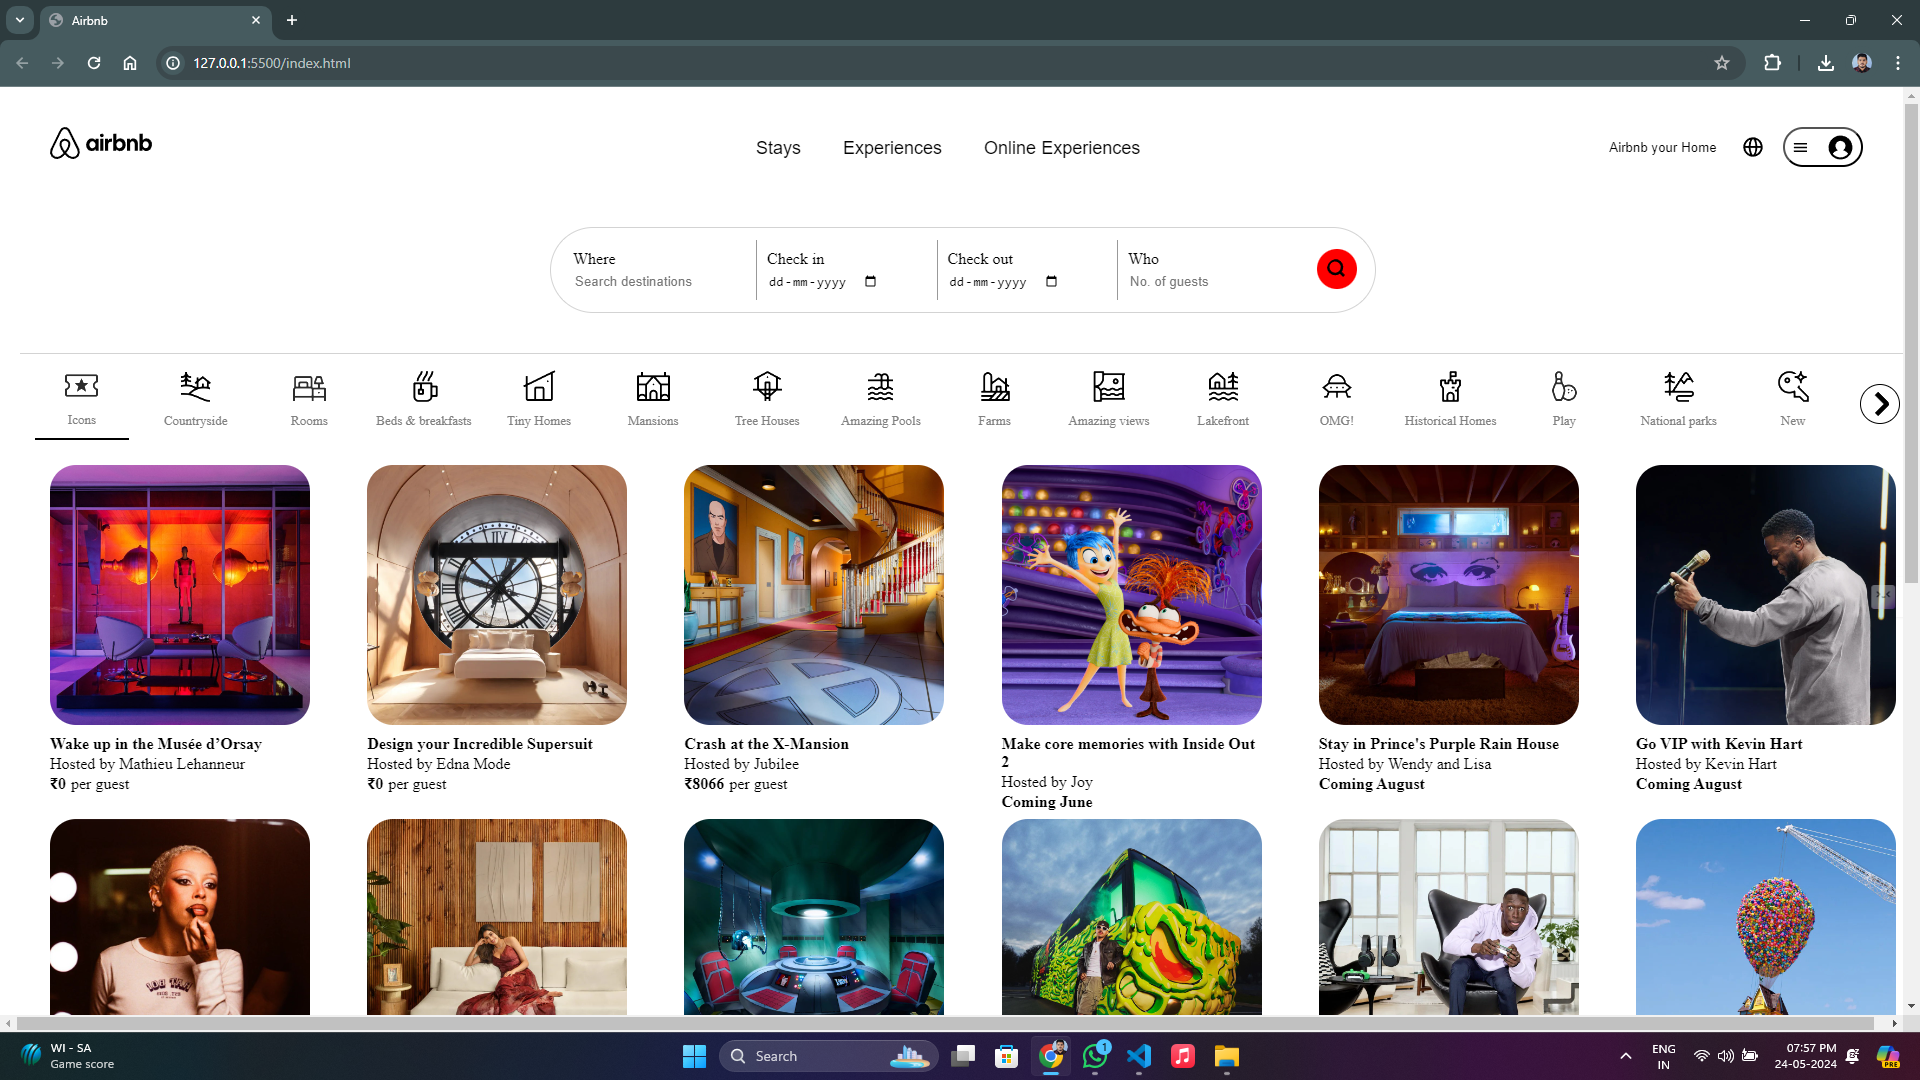 Airbnb
127.0.0.1:5500/index.html
airbnb
Stays
Experiences
Online Experiences
Airbnb your Home
Where
Search destinations
Check in
dd-mm-yyyy
Check out
dd-mm-yyyy
Who
No. of guests
Icons
Countryside
Rooms
Beds & breakfasts
Tiny Homes
Mansions
Tree Houses
Amazing Pools
Farms
Amazing views
Lakefront
OMG!
Historical Homes
Play
National parks
New
Wake up in the Musée d’Orsay
Hosted by Mathieu Lehanneur
₹0 per guest
Design your Incredible Supersuit
Hosted by Edna Mode
₹0 per guest
Crash at the X-Mansion
Hosted by Jubilee
₹8066 per guest
Make core memories with Inside Out
2
Hosted by Joy
Coming June
Stay in Prince's Purple Rain House
Hosted by Wendy and Lisa
Coming August
Go VIP with Kevin Hart
Hosted by Kevin Hart
Coming August
WI - SA
Game score
Search
1
ENG
IN
07:57 PM
24-05-2024
PRE